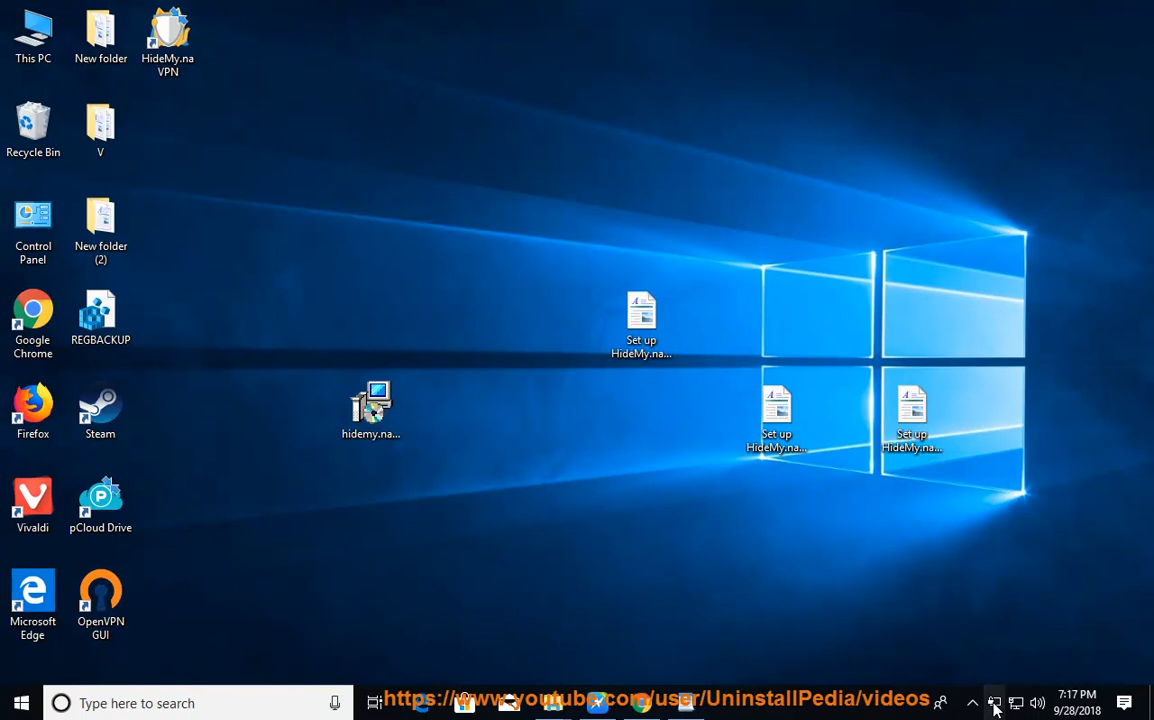 This PC
New folder
HideMy.na
VPN
Recycle Bin
V
Control
Panel
New folder
(2)
Google
Chrome
REGBACKUP
Set up
HideMy.na...
Firefox
Steam
hidemy.na...
Set up
HideMy.na...
Set up
HideMy.na...
Vivaldi
pCloud Drive
Microsoft
Edge
OpenVPN
GUI
Type here to search
https://www.youtube.com/user/UninstallPedia/videos
7:17 PM
9/28/2018